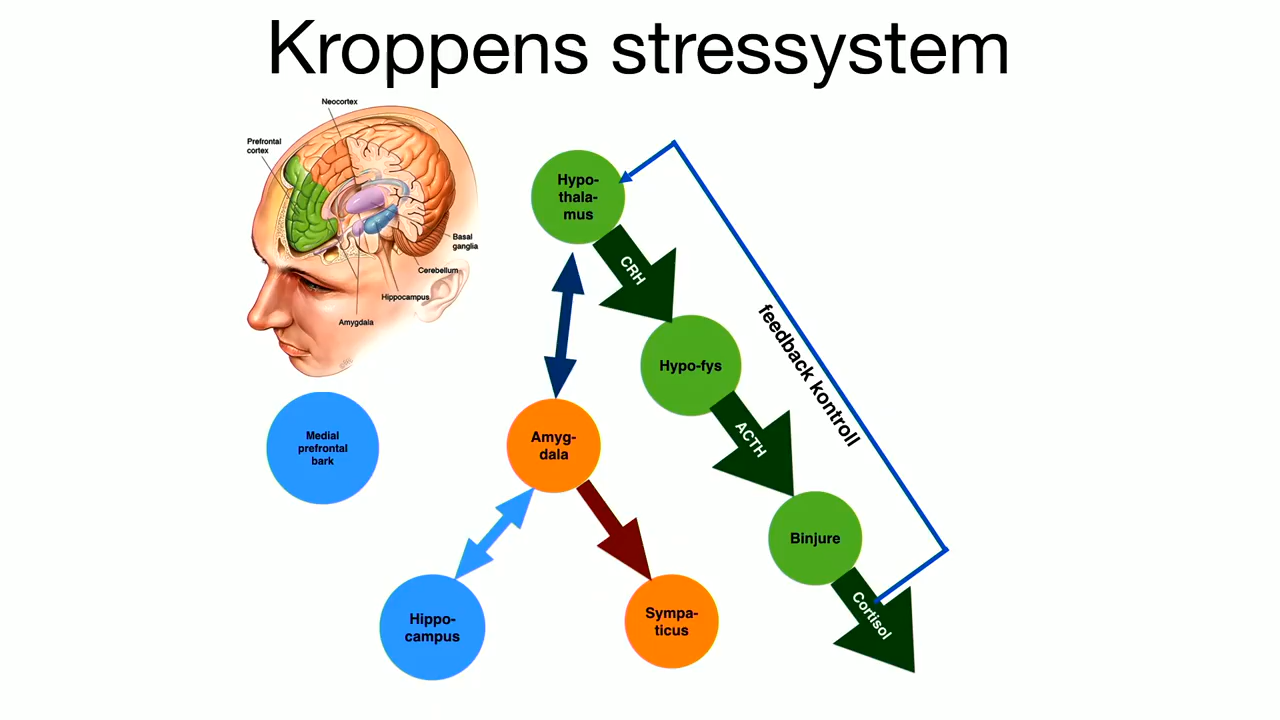 Kroppens stressystem
Neocortex
Prefrontal
cortex
Basal
ganglia
Cerebellum
Hippocampus
Amygdala
Hypo-
thala-
mus
CRH
Hypo-fys
feedback kontroll
ACTH
Medial
prefrontal
bark
Amyg-
dala
Binjure
Cortisol
Hippo-
campus
Sympa-
ticus